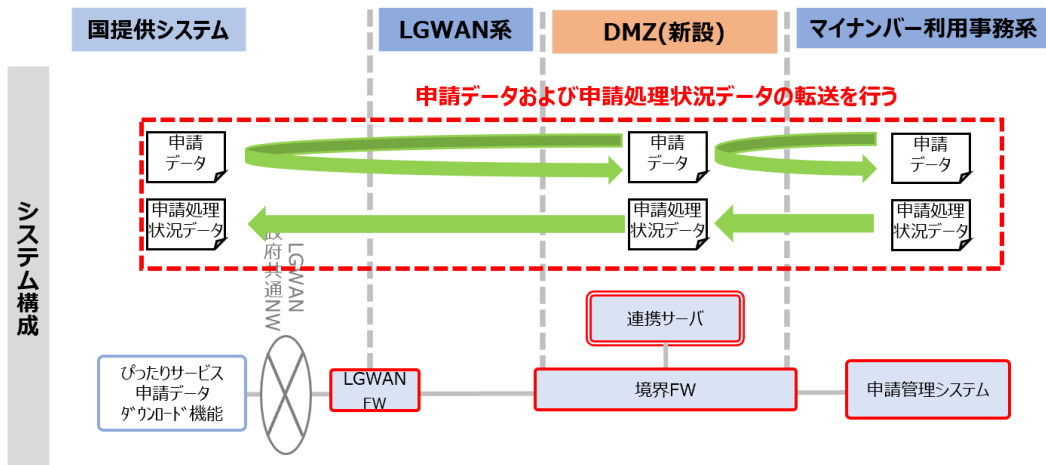 国提供システム
LGWAN系
DMZ(新設)
マイナンバー利用事務系
システム構成
申請データおよび申請処理状況データの転送を行う
申請
データ
申請
データ
申請
データ
申請処理
状況データ
申請処理
状況データ
申請処理
状況データ
LGWAN
政府共通NW
連携サーバ
ぴったりサービス
申請データ
ダウンロード機能
LGWAN
FW
境界FW
申請管理システム